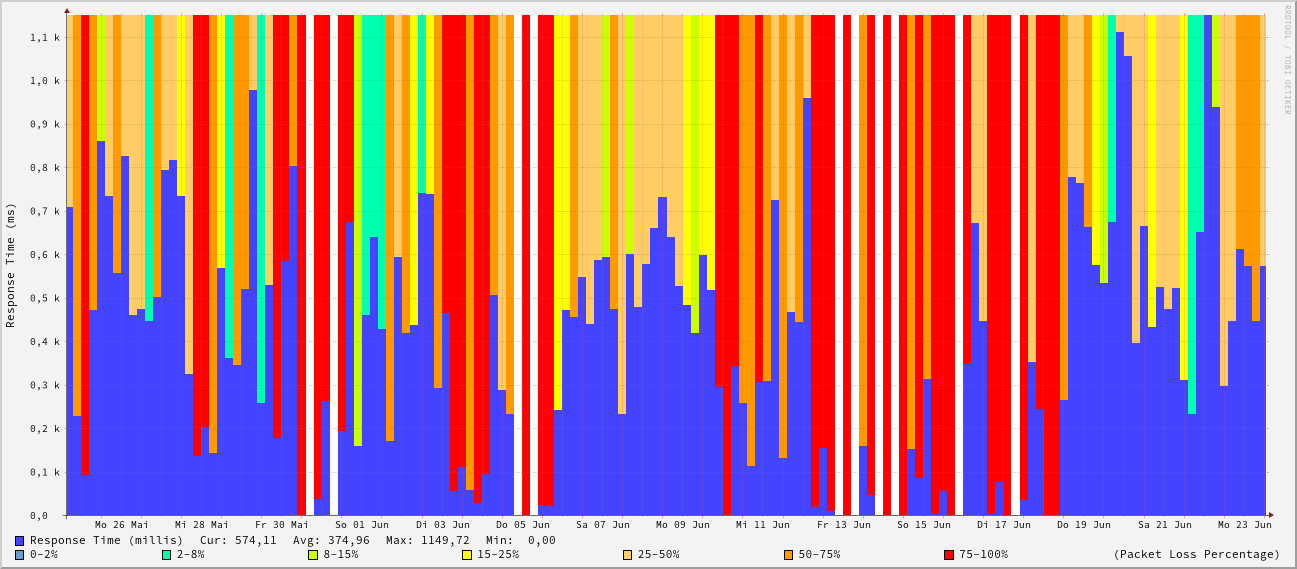 RRDTOOL / TOBI OETIKER
Response Time (ms)
1,1 k
1,0 k
0,9 k
0,8 k
0,7 k
0,6 k
0,5 k
0,4 k
0,3 k
0,2 k
0,1 k
0,0
Mo 26 Mai Mi 28 Mai Fr 30 Mai So 01 Jun Di 03 Jun Do 05 Jun Sa 07 Jun Mo 09 Jun Mi 11 Jun Fr 13 Jun So 15 Jun Di 17 Jun Do 19 Jun Sa 21 Jun Mo 23 Jun
Response Time (millis) Cur: 574,11 Avg: 374,96 Max: 1149,72 Min: 0,00
0-2% 2-8% 8-15% 15-25% 25-50% 50-75% 75-100% (Packet Loss Percentage)